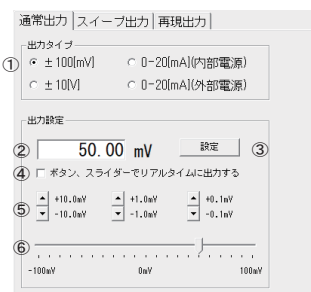 通常出力 スイープ出力 再現出力
出力タイプ
① ±100[mV] 0-20[mA](内部電源)
±10[V] 0-20[mA](外部電源)
出力設定
② 50.00 mV 設定 ③
④ ボタン、スライダーでリアルタイムに出力する
+10.0mV +1.0mV +0.1mV
⑤ -10.0mV -1.0mV -0.1mV
⑥
-100mV 0mV 100mV